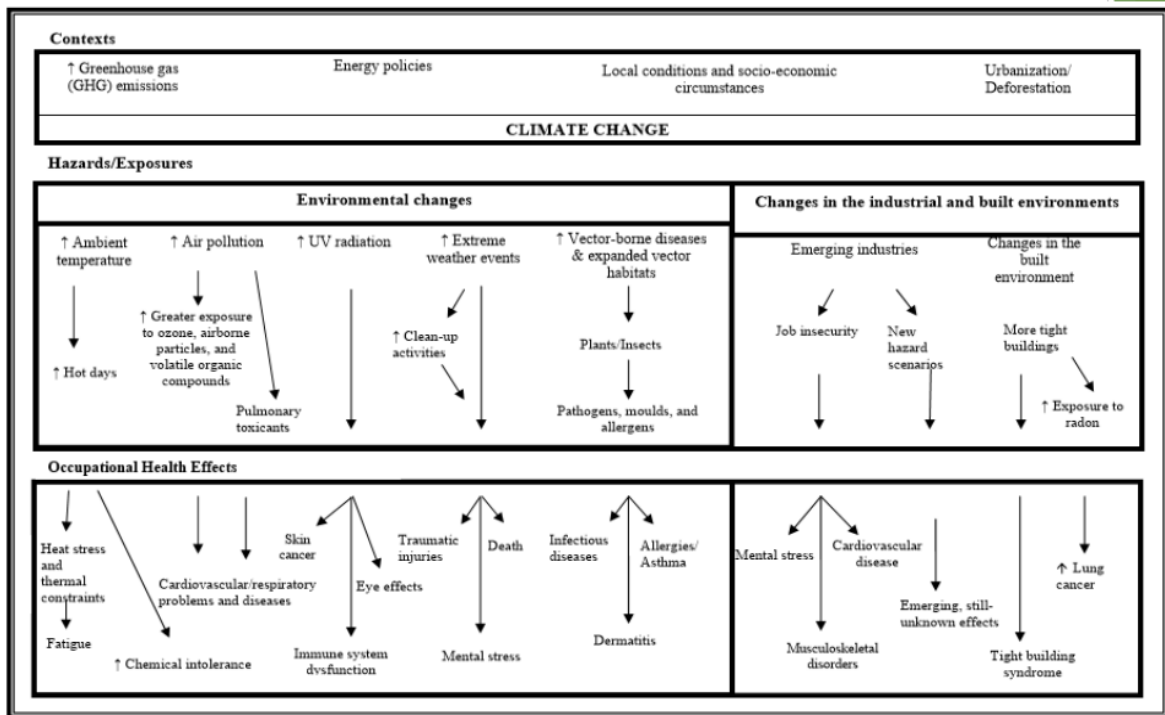 Contexts
↑ Greenhouse gas
(GHG) emissions
Energy policies
Local conditions and socio-economic
circumstances
Urbanization/
Deforestation
CLIMATE CHANGE
Hazards/Exposures
Environmental changes
Changes in the industrial and built environments
↑ Ambient
temperature
↑ Air pollution
↑ UV radiation
↑ Extreme
weather events
↑ Vector-borne diseases
& expanded vector
habitats
Emerging industries
Changes in the
built
environment
↑ Hot days
↑ Greater exposure
to ozone, airborne
particles, and
volatile organic
compounds
Pulmonary
toxicants
↑ Clean-up
activities
Plants/Insects
Pathogens, moulds, and
allergens
Job insecurity
New
hazard
scenarios
More tight
buildings
↑ Exposure to
radon
Occupational Health Effects
Heat stress
and
thermal
constraints
Fatigue
↑ Chemical intolerance
Cardiovascular/respiratory
problems and diseases
Skin
cancer
Eye effects
Immune system
dysfunction
Traumatic
injuries
Death
Mental stress
Infectious
diseases
Allergies/
Asthma
Dermatitis
Mental stress
Cardiovascular
disease
Musculoskeletal
disorders
Emerging, still-
unknown effects
Tight building
syndrome
↑ Lung
cancer